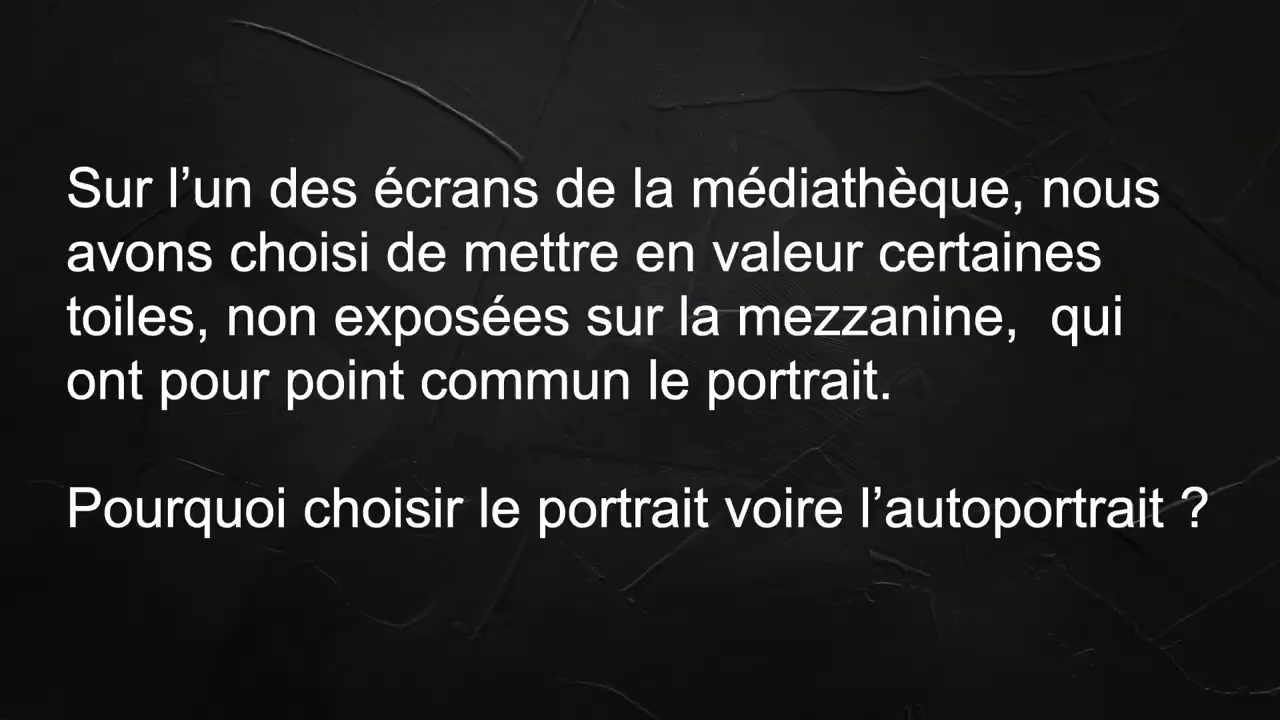 Sur l’un des écrans de la médiathèque, nous
avons choisi de mettre en valeur certaines
toiles, non exposées sur la mezzanine,  qui
ont pour point commun le portrait.
Pourquoi choisir le portrait voire l’autoportrait ?